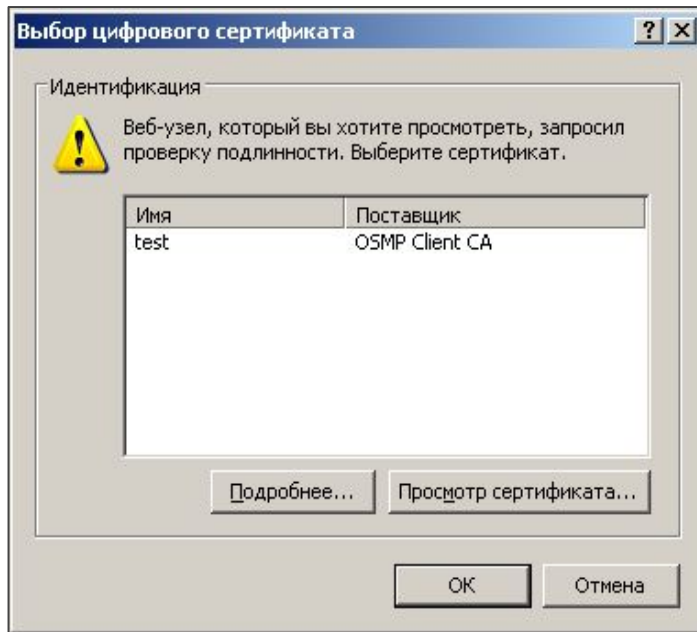 Выбор цифрового сертификата
Идентификация
Веб-узел, который вы хотите просмотреть, запросил
проверку подлинности. Выберите сертификат.
Имя Поставщик
test OSMP Client CA
Подробнее... Просмотр сертификата...
ОК Отмена